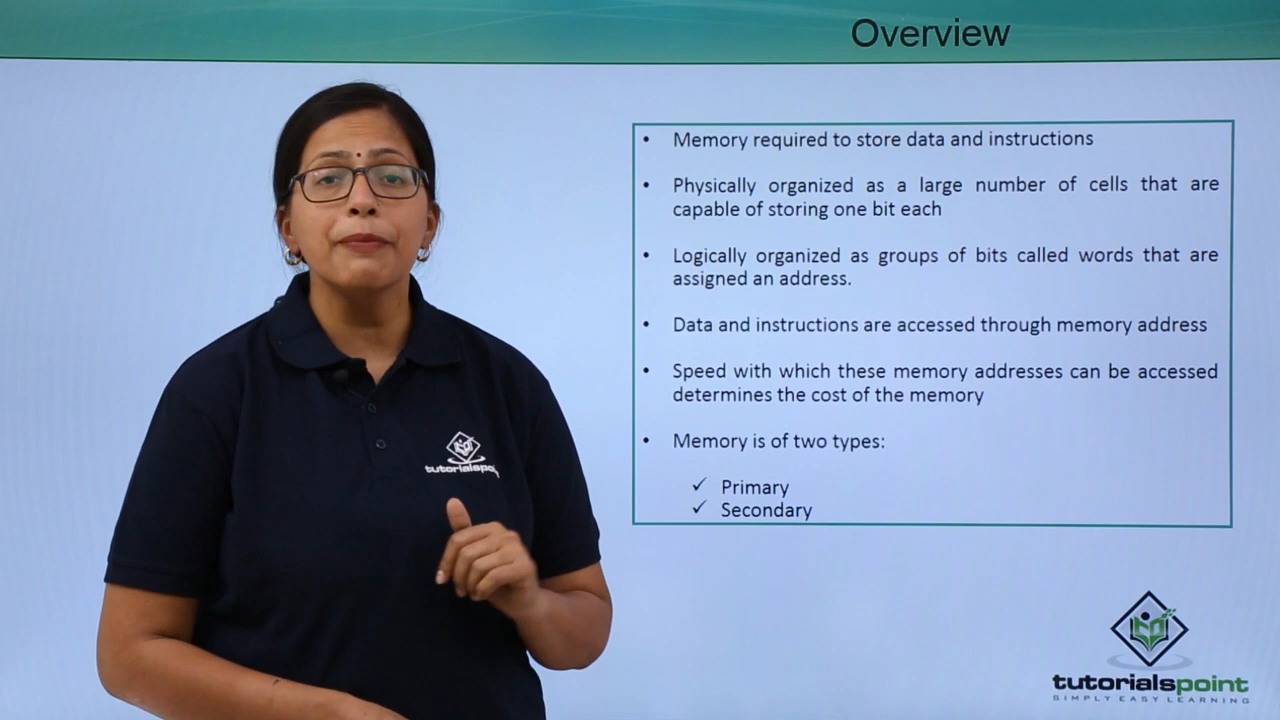 Overview
• Memory required to store data and instructions
• Physically organized as a large number of cells that are
capable of storing one bit each
• Logically organized as groups of bits called words that are
assigned an address.
• Data and instructions are accessed through memory address
• Speed with which these memory addresses can be accessed
determines the cost of the memory
• Memory is of two types:
✓ Primary
✓ Secondary
tutorialspoint
tutorialspoint
SIMPLY EASY LEARNING